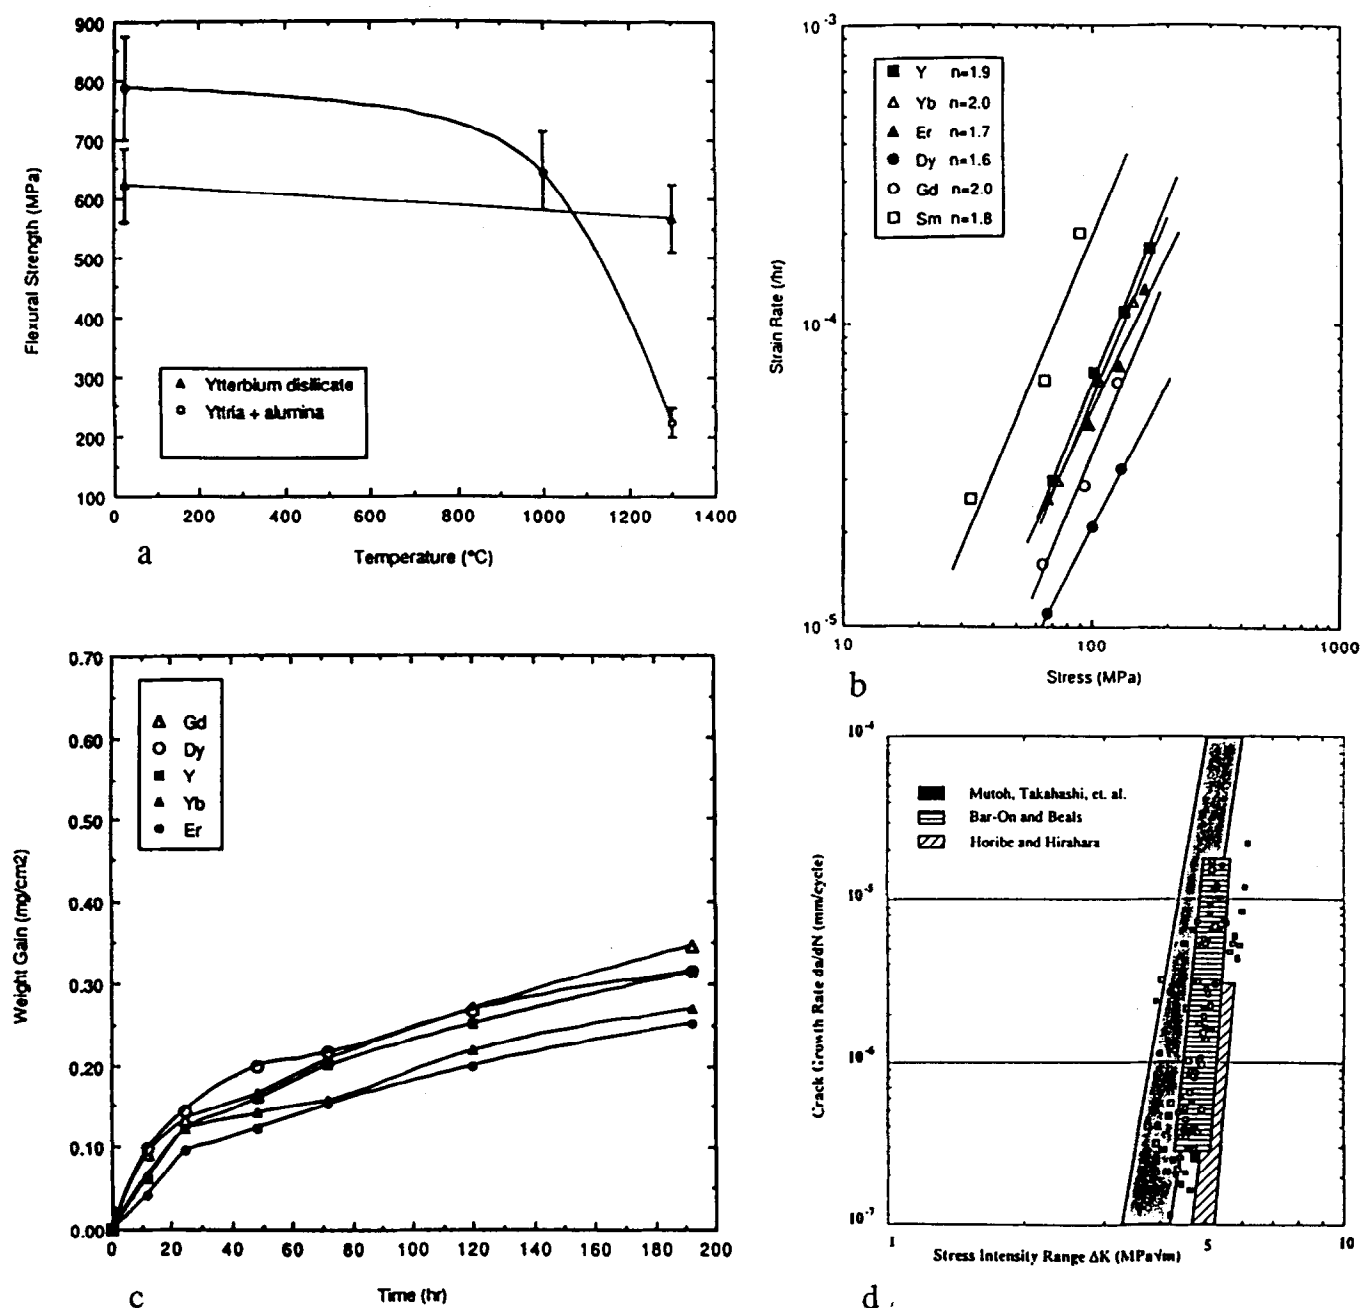 900
800
700
600
500
400
300
200
100
0 200 400 600 800 1000 1200 1400
Flexural Strength (MPa)
Temperature (°C)
Ytterbium disilicate
Yttria + alumina
a
10-3
10-4
10-5
10 100 1000
Strain Rate (/hr)
Stress (MPa)
Y n=1.9
Yb n=2.0
Er n=1.7
Dy n=1.6
Gd n=2.0
Sm n=1.8
b
0.70
0.60
0.50
0.40
0.30
0.20
0.10
0.00
0 20 40 60 80 100 120 140 160 180 200
Weight Gain (mg/cm2)
Time (hr)
Gd
Dy
Y
Yb
Er
c
10-4
10-5
10-6
10-7
1 5 10
Crack Growth Rate da/dN (mm/cycle)
Stress Intensity Range ΔK (MPa√m)
Mutoh, Takahashi, et. al.
Bar-On and Beals
Horibe and Hirahara
d